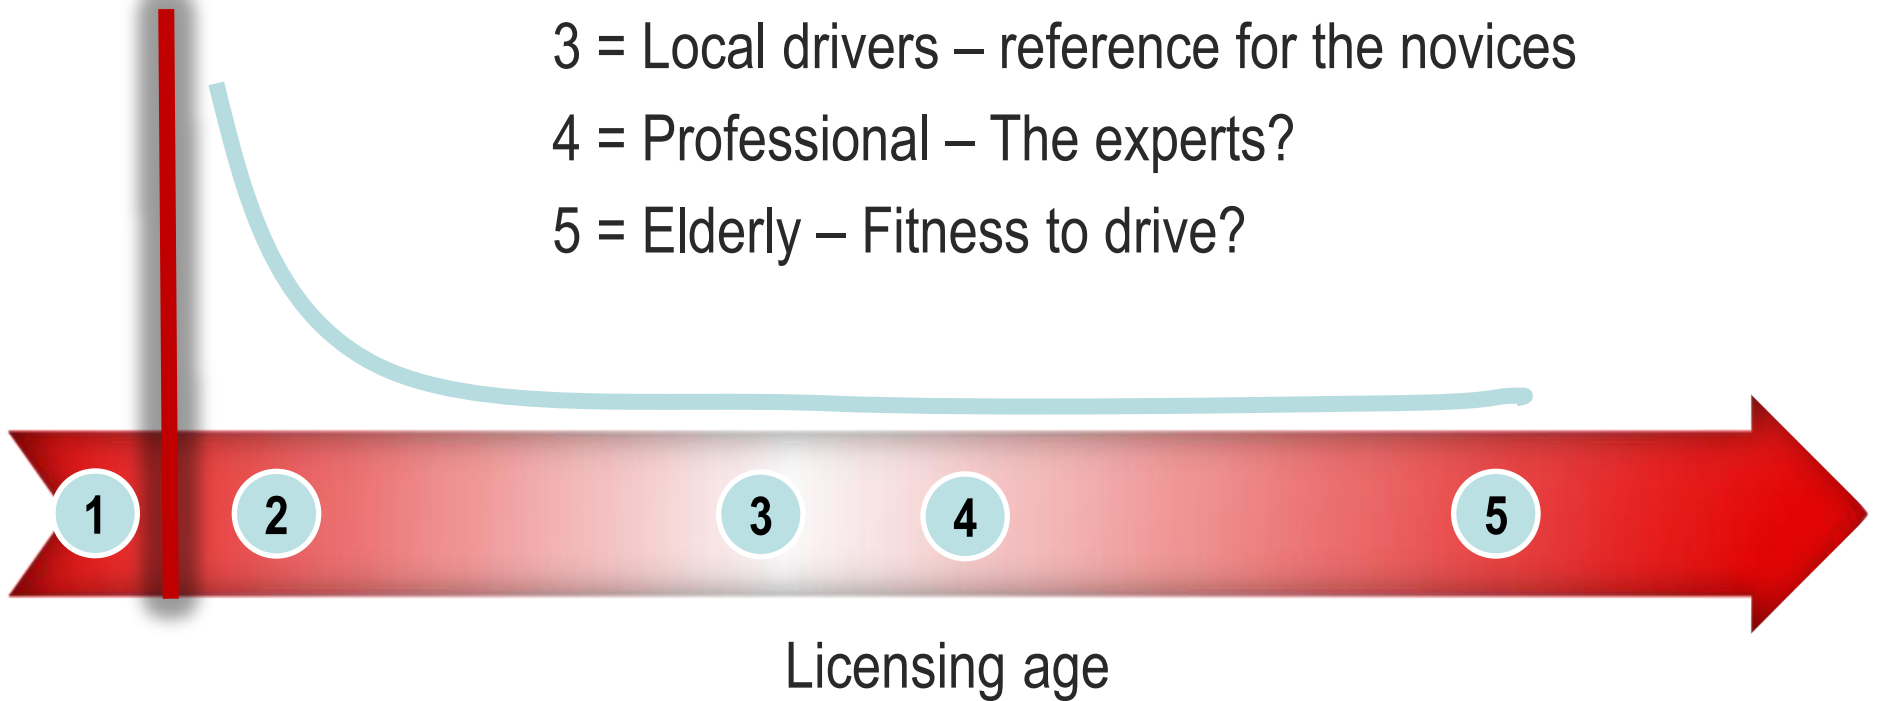 3 = Local drivers – reference for the novices
4 = Professional – The experts?
5 = Elderly – Fitness to drive?
1 2 3 4 5
Licensing age